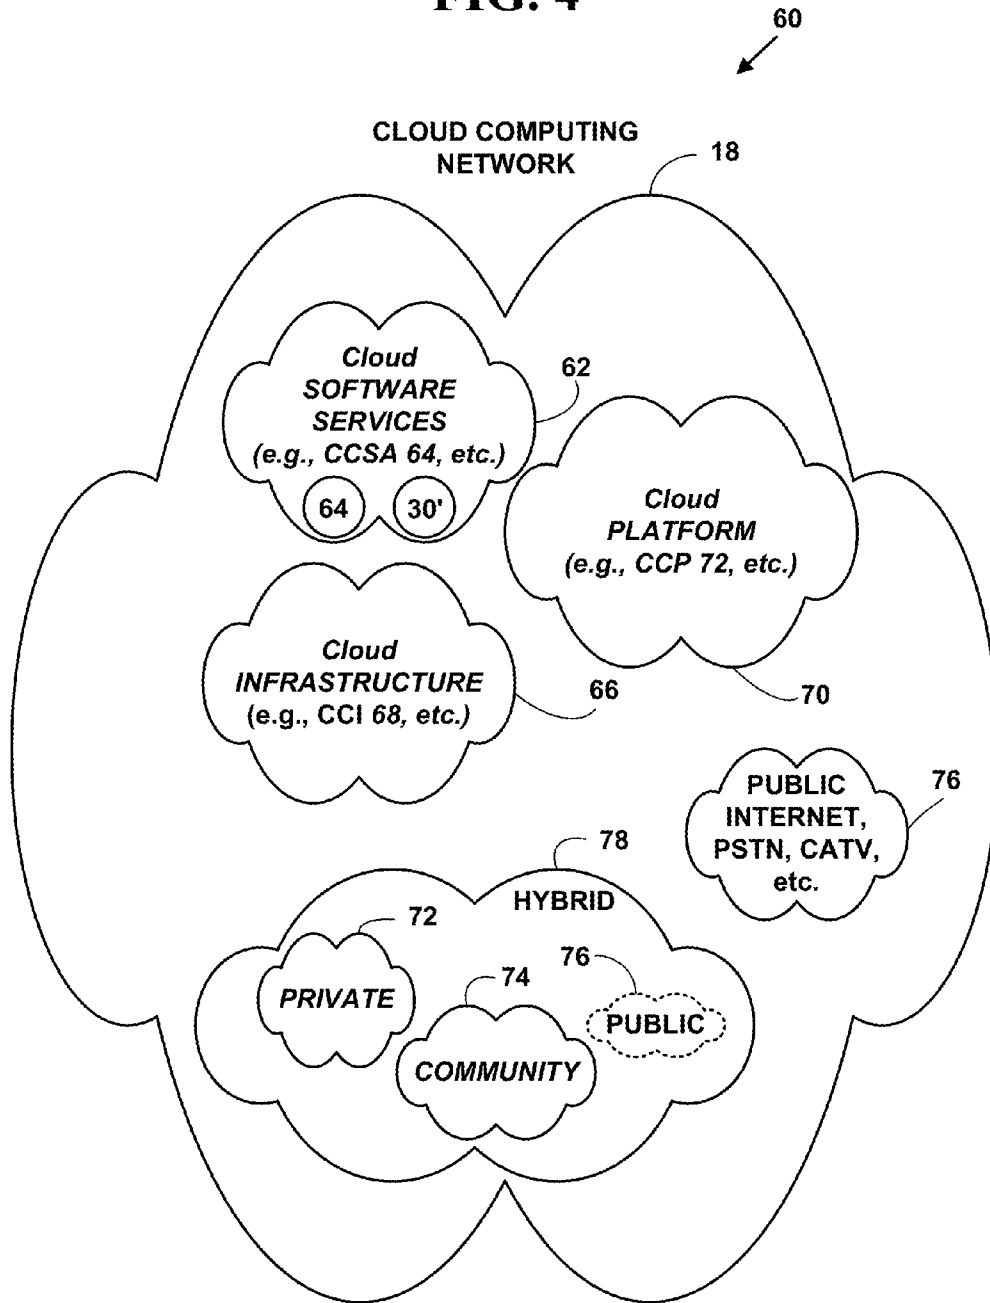 FIG. 4
60
CLOUD COMPUTING
NETWORK
18
Cloud
SOFTWARE
SERVICES
(e.g., CCSA 64, etc.)
64
30'
62
Cloud
PLATFORM
(e.g., CCP 72, etc.)
70
Cloud
INFRASTRUCTURE
(e.g., CCI 68, etc.)
66
PUBLIC
INTERNET,
PSTN, CATV,
etc.
76
78
HYBRID
72
PRIVATE
74
COMMUNITY
76
PUBLIC